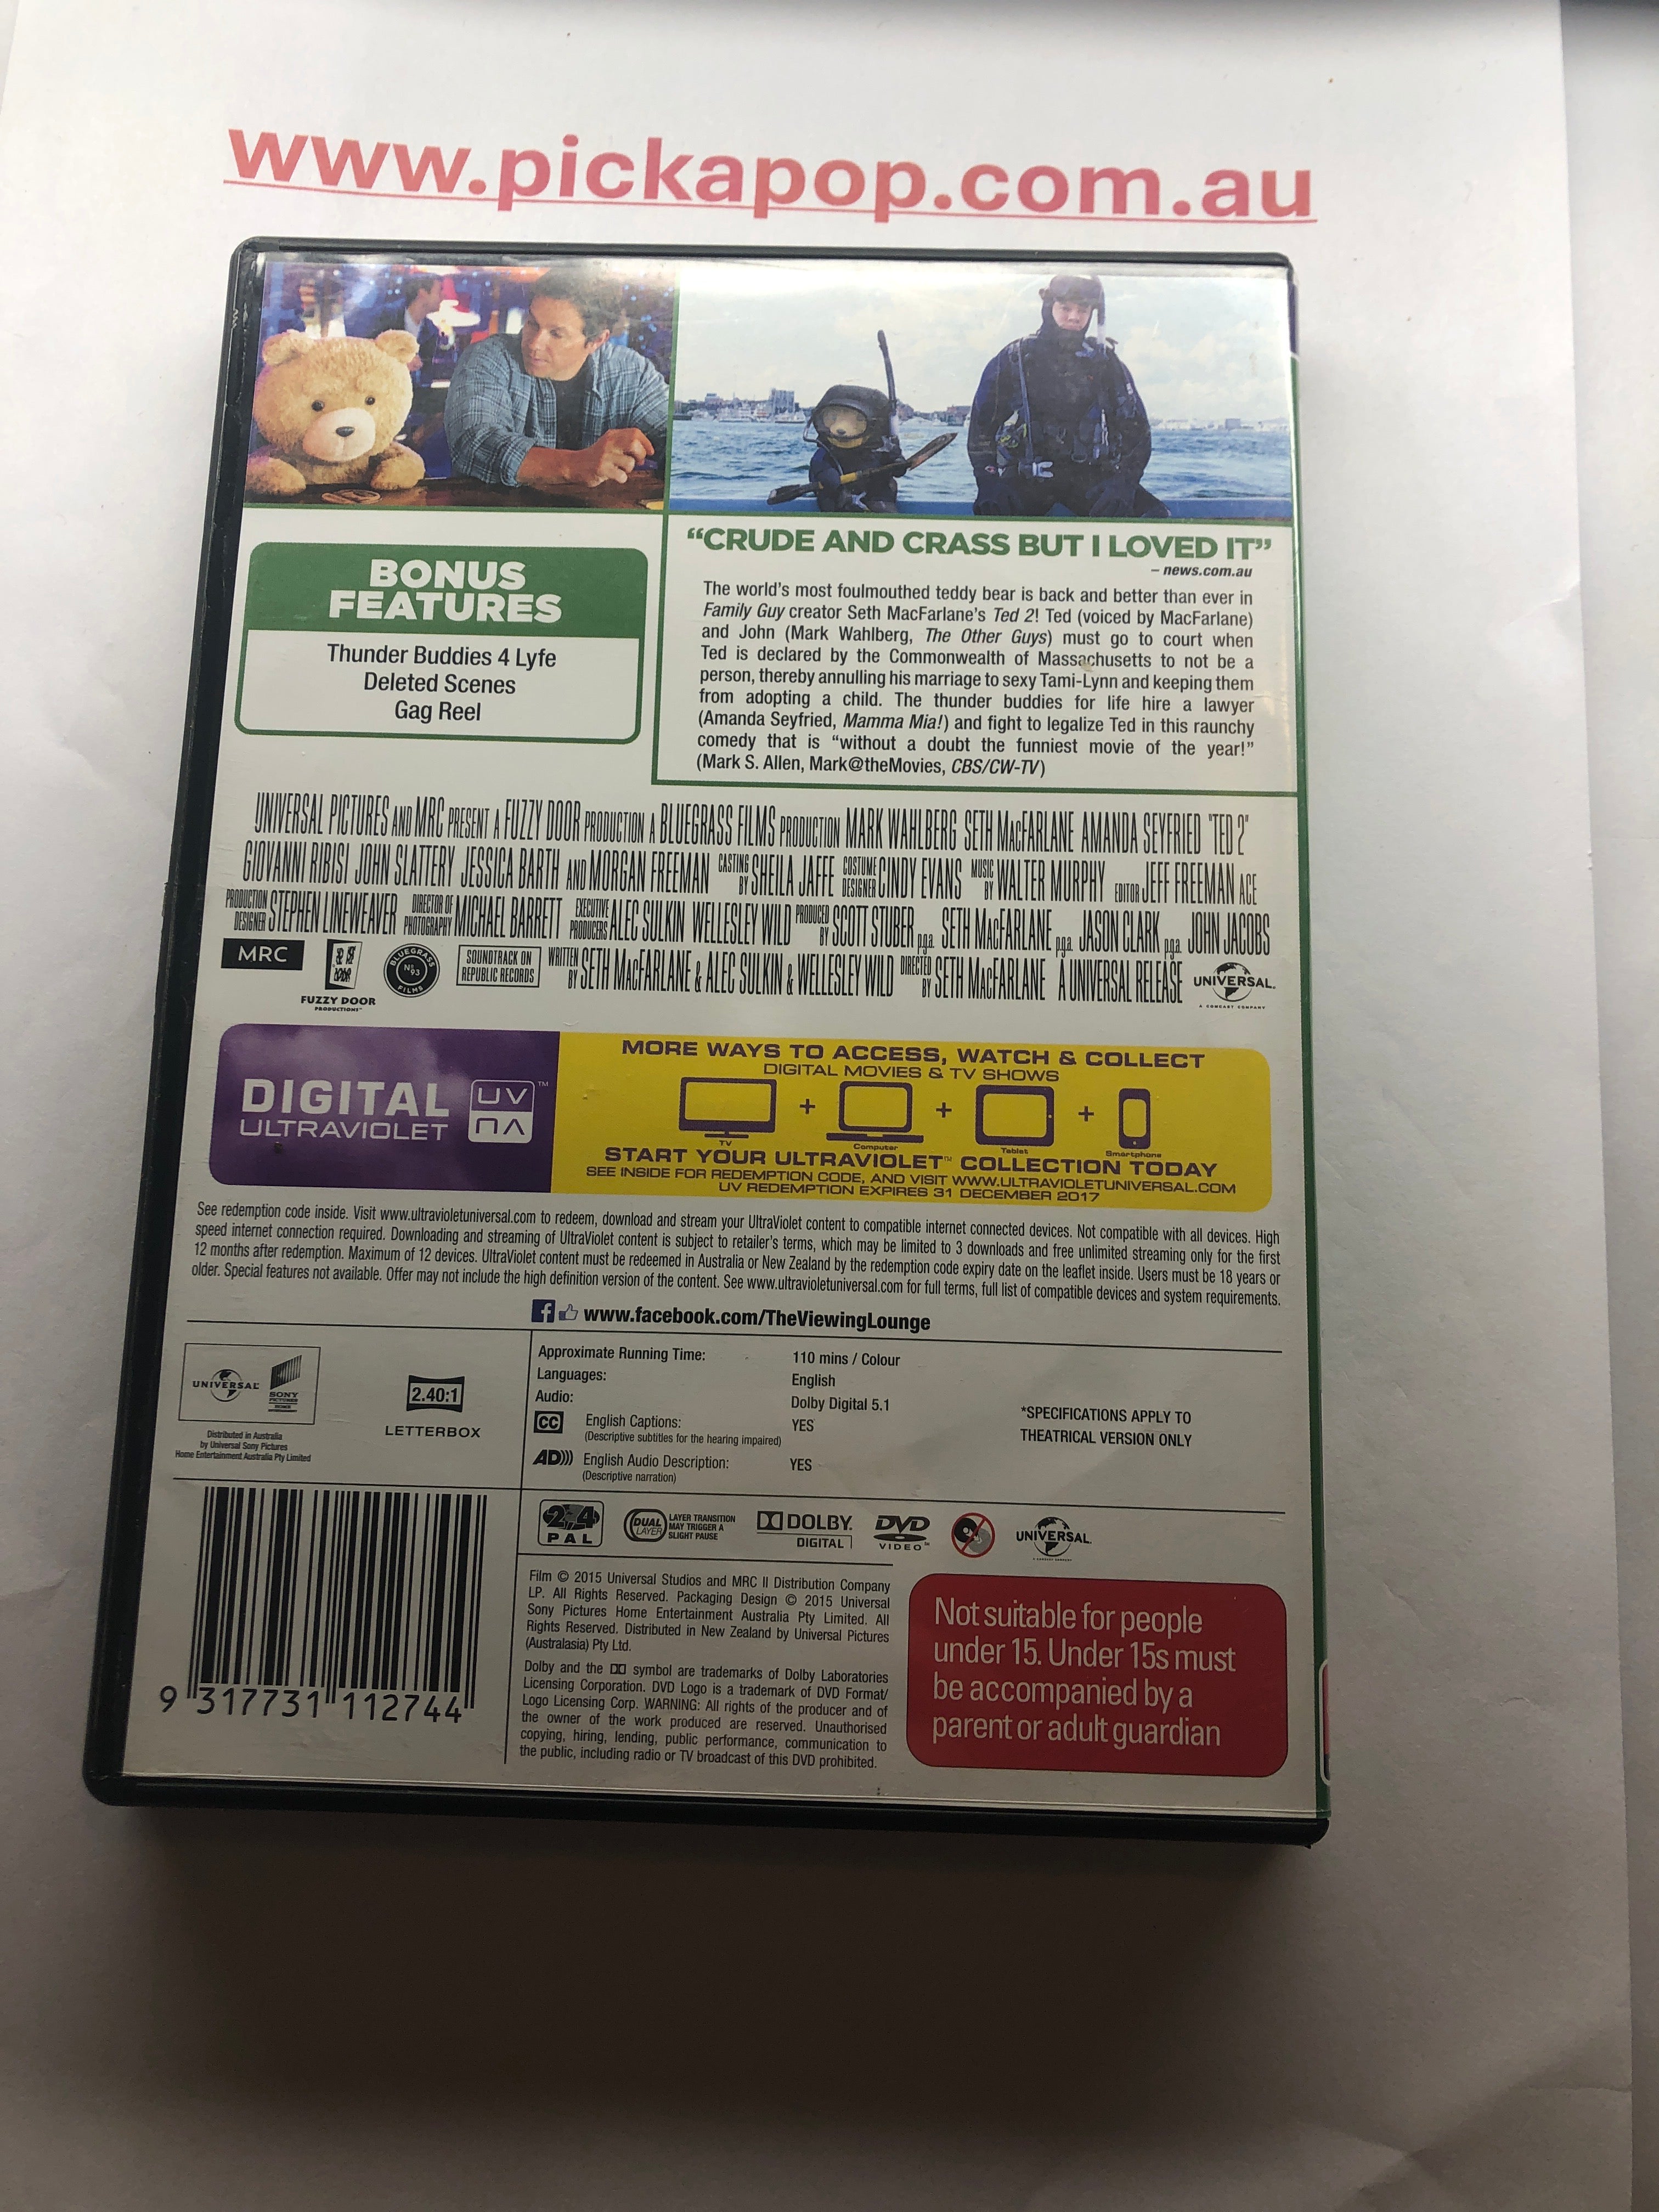 www.pickapop.com.au
"CRUDE AND CRASS BUT I LOVED IT"
– news.com.au
BONUS
FEATURES
Thunder Buddies 4 Lyfe
Deleted Scenes
Gag Reel
The world's most foulmouthed teddy bear is back and better than ever in
Family Guy creator Seth MacFarlane's Ted 2! Ted (voiced by MacFarlane)
and John (Mark Wahlberg, The Other Guys) must go to court when
Ted is declared by the Commonwealth of Massachusetts to not be a
person, thereby annulling his marriage to sexy Tami-Lynn and keeping them
from adopting a child. The thunder buddies for life hire a lawyer
(Amanda Seyfried, Mamma Mia!) and fight to legalize Ted in this raunchy
comedy that is "without a doubt the funniest movie of the year!"
(Mark S. Allen, Mark@theMovies, CBS/CW-TV)
UNIVERSAL PICTURES AND MRC PRESENT A FUZZY DOOR PRODUCTION A BLUEGRASS FILMS PRODUCTION MARK WAHLBERG SETH MacFARLANE AMANDA SEYFRIED "TED 2"
GIOVANNI RIBISI JOHN SLATTERY JESSICA BARTH AND MORGAN FREEMAN CASTING BY SHEILA JAFFE COSTUME DESIGNER CINDY EVANS MUSIC BY WALTER MURPHY EDITOR JEFF FREEMAN ACE
PRODUCTION DESIGNER STEPHEN LINEWEAVER DIRECTOR OF PHOTOGRAPHY MICHAEL BARRETT EXECUTIVE PRODUCERS ALEC SULKIN WELLESLEY WILD PRODUCED BY SCOTT STUBER p.g.a. SETH MacFARLANE p.g.a. JASON CLARK p.g.a. JOHN JACOBS
MRC
FUZZY DOOR
PRODUCTIONS
BLUEGRASS
Nº 93
FILMS
SOUNDTRACK ON
REPUBLIC RECORDS
WRITTEN BY SETH MacFARLANE & ALEC SULKIN & WELLESLEY WILD DIRECTED BY SETH MacFARLANE A UNIVERSAL RELEASE
UNIVERSAL
A COMCAST COMPANY
DIGITAL
ULTRAVIOLET
UV
™
MORE WAYS TO ACCESS, WATCH & COLLECT
DIGITAL MOVIES & TV SHOWS
TV + Computer + Tablet + Smartphone
START YOUR ULTRAVIOLET™ COLLECTION TODAY
SEE INSIDE FOR REDEMPTION CODE, AND VISIT WWW.ULTRAVIOLETUNIVERSAL.COM
UV REDEMPTION EXPIRES 31 DECEMBER 2017
See redemption code inside. Visit www.ultravioletuniversal.com to redeem, download and stream your UltraViolet content to compatible internet connected devices. Not compatible with all devices. High
speed internet connection required. Downloading and streaming of UltraViolet content is subject to retailer's terms, which may be limited to 3 downloads and free unlimited streaming only for the first
12 months after redemption. Maximum of 12 devices. UltraViolet content must be redeemed in Australia or New Zealand by the redemption code expiry date on the leaflet inside. Users must be 18 years or
older. Special features not available. Offer may not include the high definition version of the content. See www.ultravioletuniversal.com for full terms, full list of compatible devices and system requirements.
www.facebook.com/TheViewingLounge
UNIVERSAL
SONY
PICTURES
HOME
ENTERTAINMENT
Distributed in Australia
by Universal Sony Pictures
Home Entertainment Australia Pty Limited
2.40:1
LETTERBOX
Approximate Running Time: 110 mins / Colour
Languages: English
Audio: Dolby Digital 5.1
CC English Captions: YES
(Descriptive subtitles for the hearing impaired)
AD))) English Audio Description: YES
(Descriptive narration)
*SPECIFICATIONS APPLY TO
THEATRICAL VERSION ONLY
2 4
PAL
DUAL
LAYER
LAYER TRANSITION
MAY TRIGGER A
SLIGHT PAUSE
DOLBY
DIGITAL
DVD
VIDEO™
UNIVERSAL
A COMCAST COMPANY
Film © 2015 Universal Studios and MRC II Distribution Company
LP. All Rights Reserved. Packaging Design © 2015 Universal
Sony Pictures Home Entertainment Australia Pty Limited. All
Rights Reserved. Distributed in New Zealand by Universal Pictures
(Australasia) Pty Ltd.
Dolby and the symbol are trademarks of Dolby Laboratories
Licensing Corporation. DVD Logo is a trademark of DVD Format/
Logo Licensing Corp. WARNING: All rights of the producer and of
the owner of the work produced are reserved. Unauthorised
copying, hiring, lending, public performance, communication to
the public, including radio or TV broadcast of this DVD prohibited.
Not suitable for people
under 15. Under 15s must
be accompanied by a
parent or adult guardian
9 317731 112744